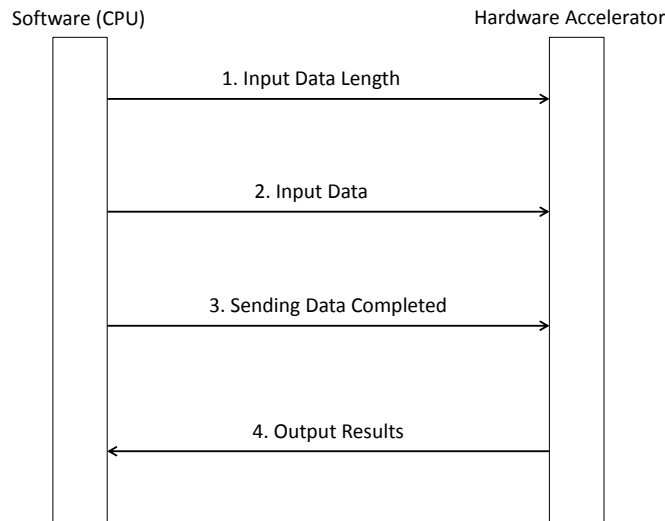 Software (CPU)
Hardware Accelerator
1. Input Data Length
2. Input Data
3. Sending Data Completed
4. Output Results